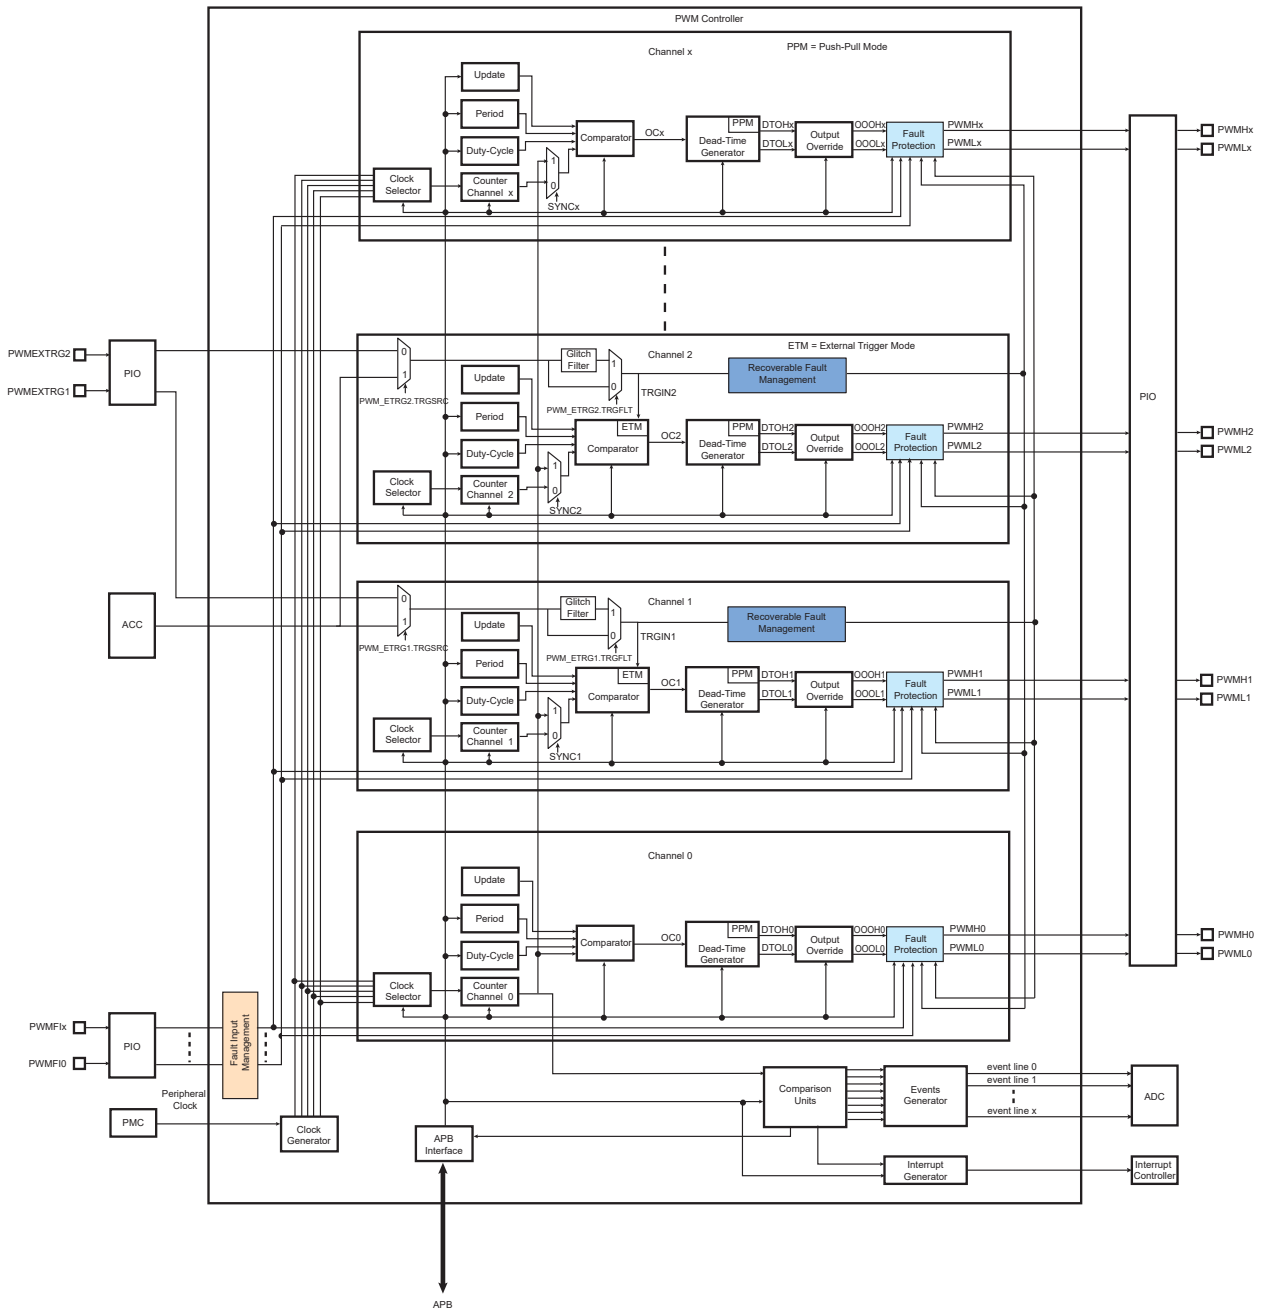 PWM Controller
Channel x
PPM = Push-Pull Mode
Update
Period
Duty-Cycle
Clock
Selector
Counter
Channel x
1
0
SYNCx
Comparator
OCx
PPM
Dead-Time
Generator
DTOHx
DTOLx
Output
Override
OOOHx
OOOLx
Fault
Protection
PWMHx
PWMLx
PWMHx
PWMLx
PWMEXTRG2
PWMEXTRG1
PIO
0
1
PWM_ETRG2.TRGSRC
Glitch
Filter
1
0
PWM_ETRG2.TRGFLT
Channel 2
ETM = External Trigger Mode
Recoverable Fault
Management
TRGIN2
Update
Period
Duty-Cycle
Clock
Selector
Counter
Channel 2
1
0
SYNC2
ETM
Comparator
OC2
PPM
Dead-Time
Generator
DTOH2
DTOL2
Output
Override
OOOH2
OOOL2
Fault
Protection
PWMH2
PWML2
PIO
PWMH2
PWML2
ACC
0
1
PWM_ETRG1.TRGSRC
Glitch
Filter
1
0
PWM_ETRG1.TRGFLT
Channel 1
Recoverable Fault
Management
TRGIN1
Update
Period
Duty-Cycle
Clock
Selector
Counter
Channel 1
1
0
SYNC1
ETM
Comparator
OC1
PPM
Dead-Time
Generator
DTOH1
DTOL1
Output
Override
OOOH1
OOOL1
Fault
Protection
PWMH1
PWML1
PWMH1
PWML1
Channel 0
Update
Period
Duty-Cycle
Clock
Selector
Counter
Channel 0
Comparator
OC0
PPM
Dead-Time
Generator
DTOH0
DTOL0
Output
Override
OOOH0
OOOL0
Fault
Protection
PWMH0
PWML0
PWMH0
PWML0
PWMFIx
PWMFI0
PIO
Fault Input
Management
Peripheral
Clock
PMC
Clock
Generator
APB
Interface
Comparison
Units
Events
Generator
event line 0
event line 1
event line x
ADC
Interrupt
Generator
Interrupt
Controller
APB